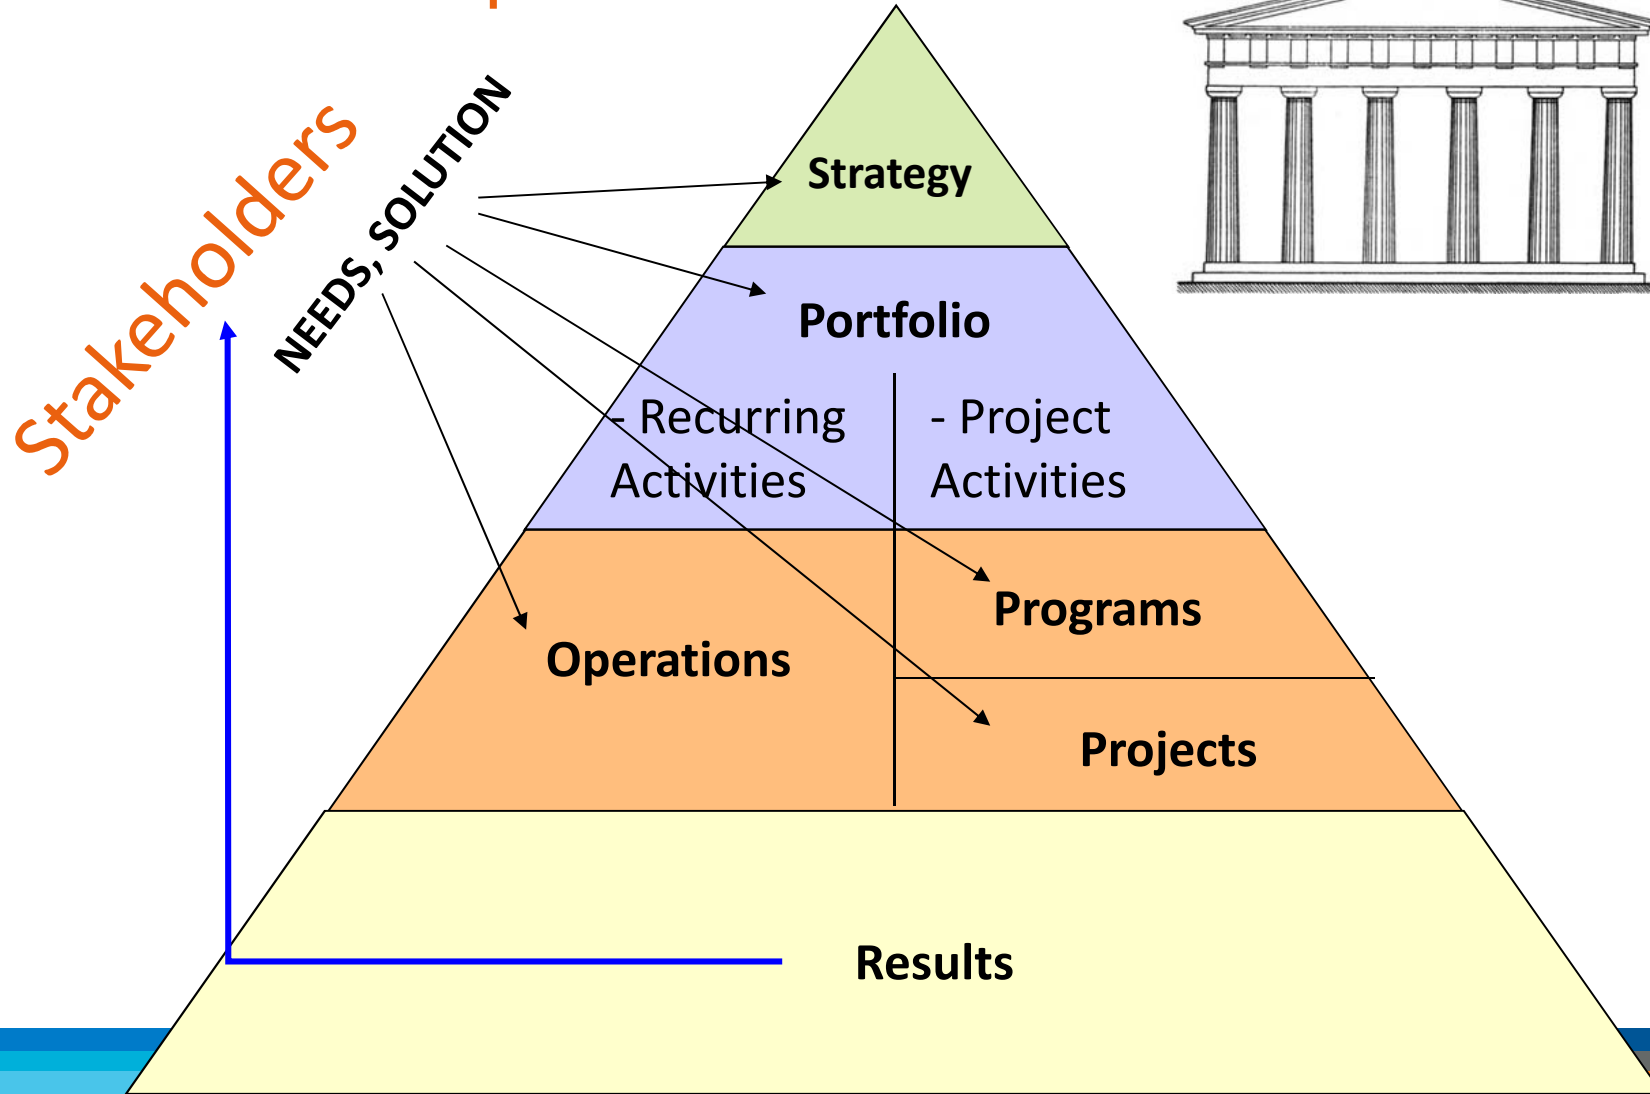 Stakeholders
NEEDS, SOLUTION
Strategy
Portfolio
- Recurring
Activities
- Project
Activities
Programs
Operations
Projects
Results